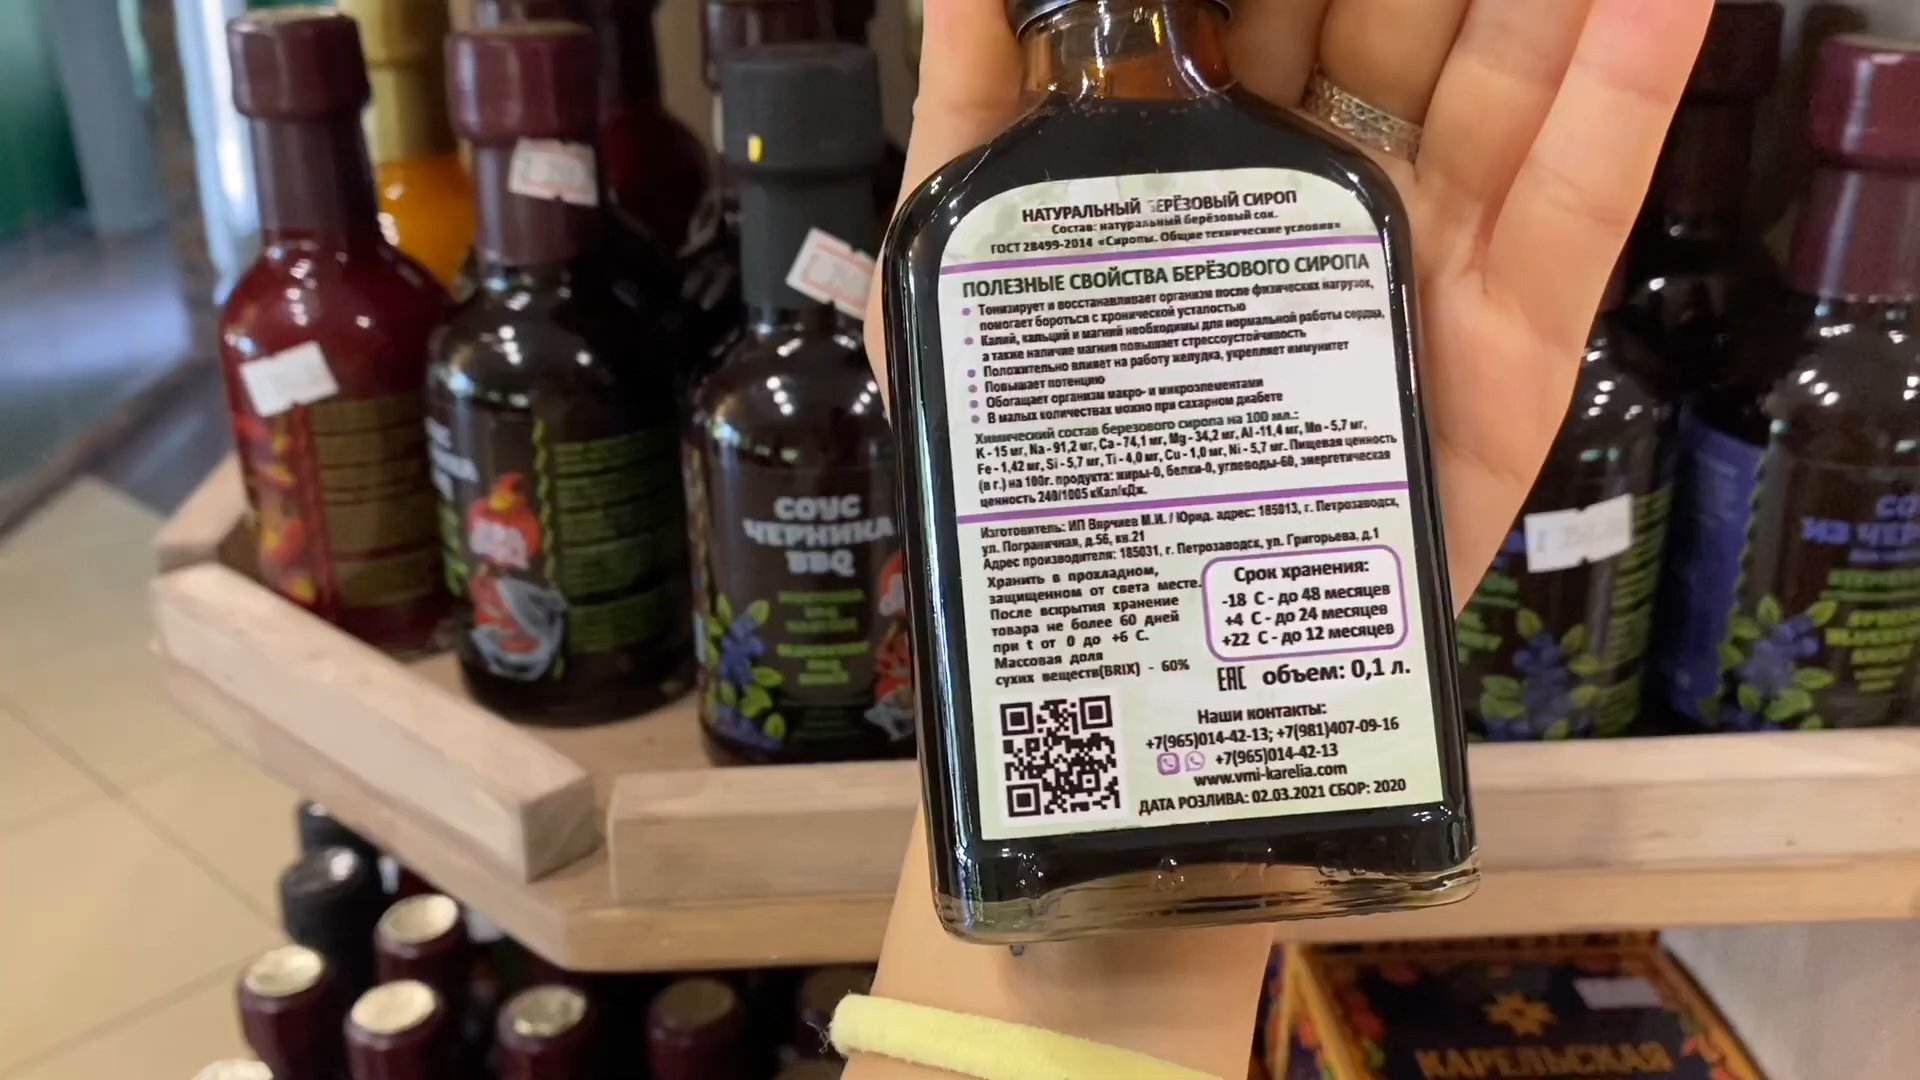 НАТУРАЛЬНЫЙ БЕРЁЗОВЫЙ СИРОП
Состав: натуральный берёзовый сок.
ГОСТ 28499-2014 «Сиропы. Общие технические условия»
ПОЛЕЗНЫЕ СВОЙСТВА БЕРЁЗОВОГО СИРОПА
Тонизирует и восстанавливает организм после физических нагрузок,
помогает бороться с хронической усталостью
Калий, кальций и магний необходимы для нормальной работы сердца,
а также наличие магния повышает стрессоустойчивость
Положительно влияет на работу желудка, укрепляет иммунитет
Повышает потенцию
Обогащает организм макро- и микроэлементами
В малых количествах можно при сахарном диабете
Химический состав березового сиропа на 100 мл.:
К - 15 мг, Na - 91,2 мг, Ca - 74,1 мг, Mg - 34,2 мг, Al -11,4 мг, Mn - 5,7 мг,
Fe - 1,42 мг, Si - 5,7 мг, Ti - 4,0 мг, Cu - 1,0 мг, Ni - 5,7 мг. Пищевая ценность
(в г.) на 100г. продукта: жиры-0, белки-0, углеводы-60, энергетическая
ценность 240/1005 кКал/кДж.
Изготовитель: ИП Вярчиев М.И. / Юрид. адрес: 185013, г. Петрозаводск,
ул. Пограничная, д.56, кв.21
Адрес производителя: 185031, г. Петрозаводск, ул. Григорьева, д.1
Хранить в прохладном,
защищенном от света месте.
После вскрытия хранение
товара не более 60 дней
при t от 0 до +6 С.
Массовая доля
сухих веществ(BRIX) - 60%
Срок хранения:
-18 С - до 48 месяцев
+4 С - до 24 месяцев
+22 С - до 12 месяцев
EAC объем: 0,1 л.
Наши контакты:
+7(965)014-42-13; +7(981)407-09-16
+7(965)014-42-13
www.vmi-karelia.com
ДАТА РОЗЛИВА: 02.03.2021 СБОР: 2020
СОУС
ЧЕРНИКА
BBQ
КАРЕЛЬСКАЯ